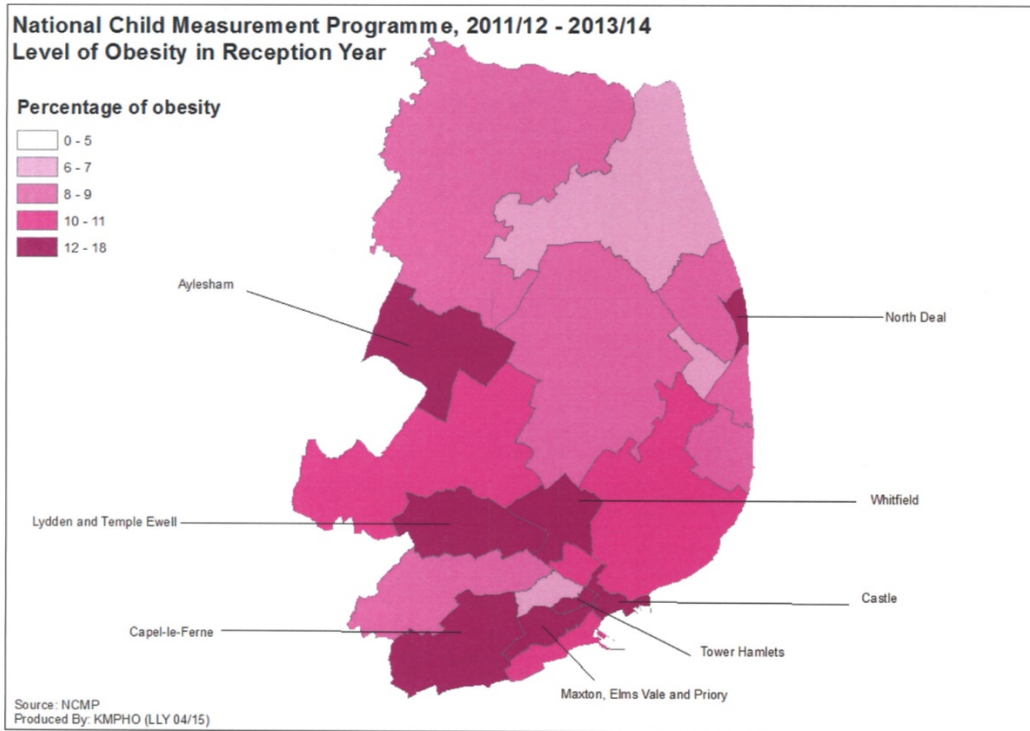 National Child Measurement Programme, 2011/12 - 2013/14
Level of Obesity in Reception Year
Percentage of obesity
0 - 5
6 - 7
8 - 9
10 - 11
12 - 18
Aylesham
North Deal
Whitfield
Lydden and Temple Ewell
Castle
Capel-le-Ferne
Tower Hamlets
Maxton, Elms Vale and Priory
Source: NCMP
Produced By: KMPHO (LLY 04/15)